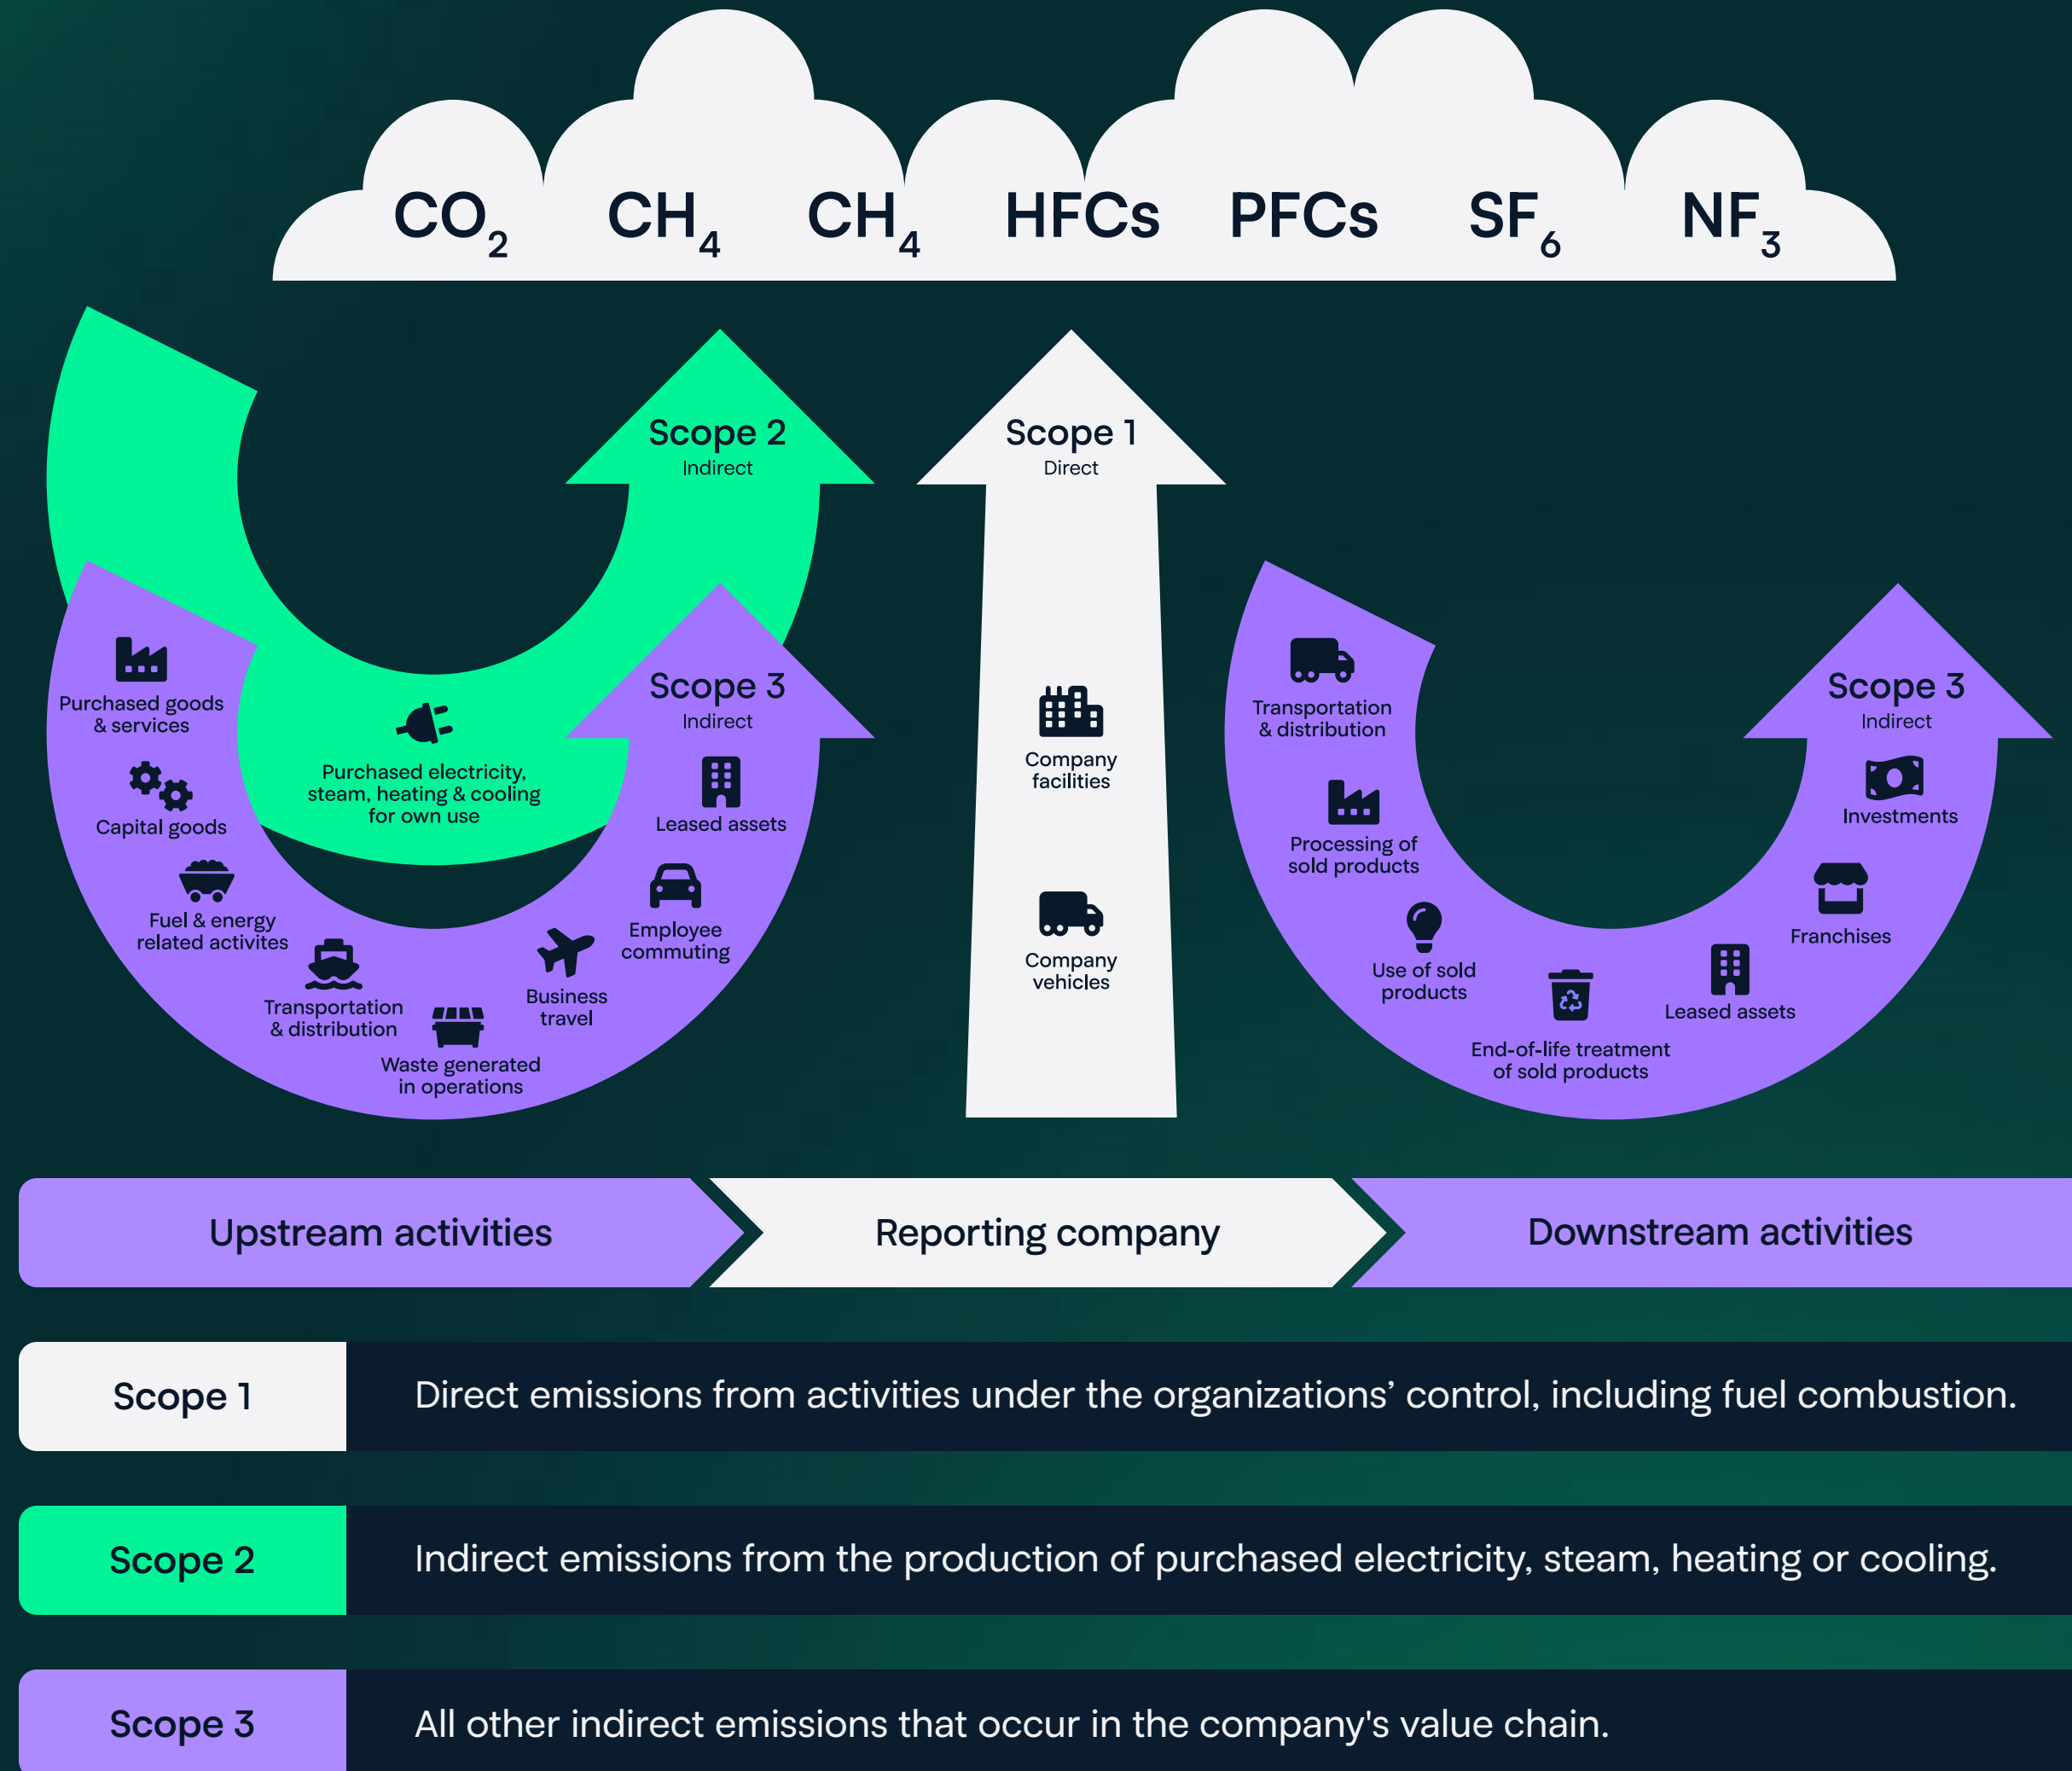 CO2 CH4 CH4 HFCs PFCs SF6 NF3
Scope 2
Indirect
Scope 1
Direct
Purchased electricity,
steam, heating & cooling
for own use
Scope 3
Indirect
Purchased goods
& services
Capital goods
Fuel & energy
related activites
Transportation
& distribution
Waste generated
in operations
Business
travel
Employee
commuting
Leased assets
Company
facilities
Company
vehicles
Scope 3
Indirect
Transportation
& distribution
Processing of
sold products
Use of sold
products
End-of-life treatment
of sold products
Leased assets
Franchises
Investments
Upstream activities
Reporting company
Downstream activities
Scope 1
Direct emissions from activities under the organizations’ control, including fuel combustion.
Scope 2
Indirect emissions from the production of purchased electricity, steam, heating or cooling.
Scope 3
All other indirect emissions that occur in the company's value chain.